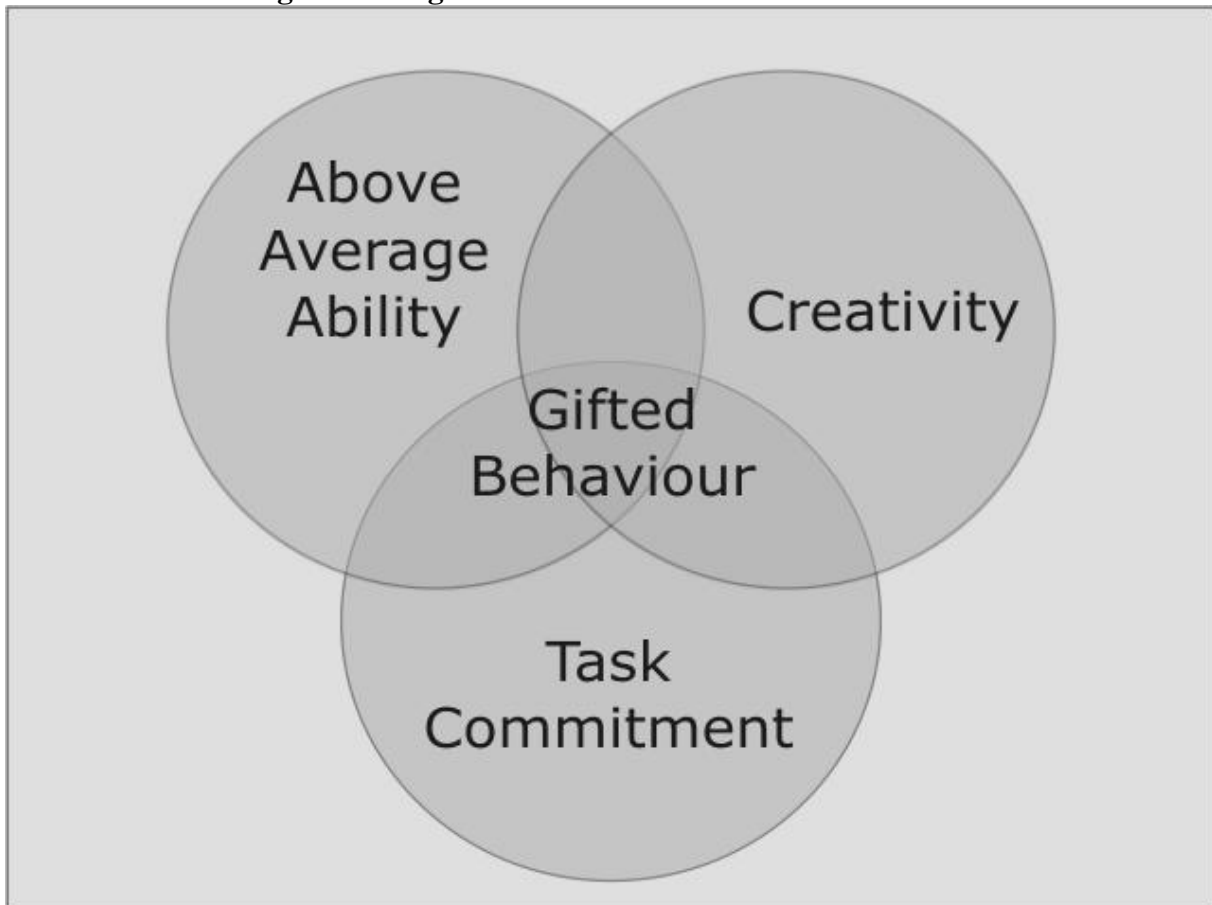 Above
Average
Ability
Creativity
Gifted
Behaviour
Task
Commitment